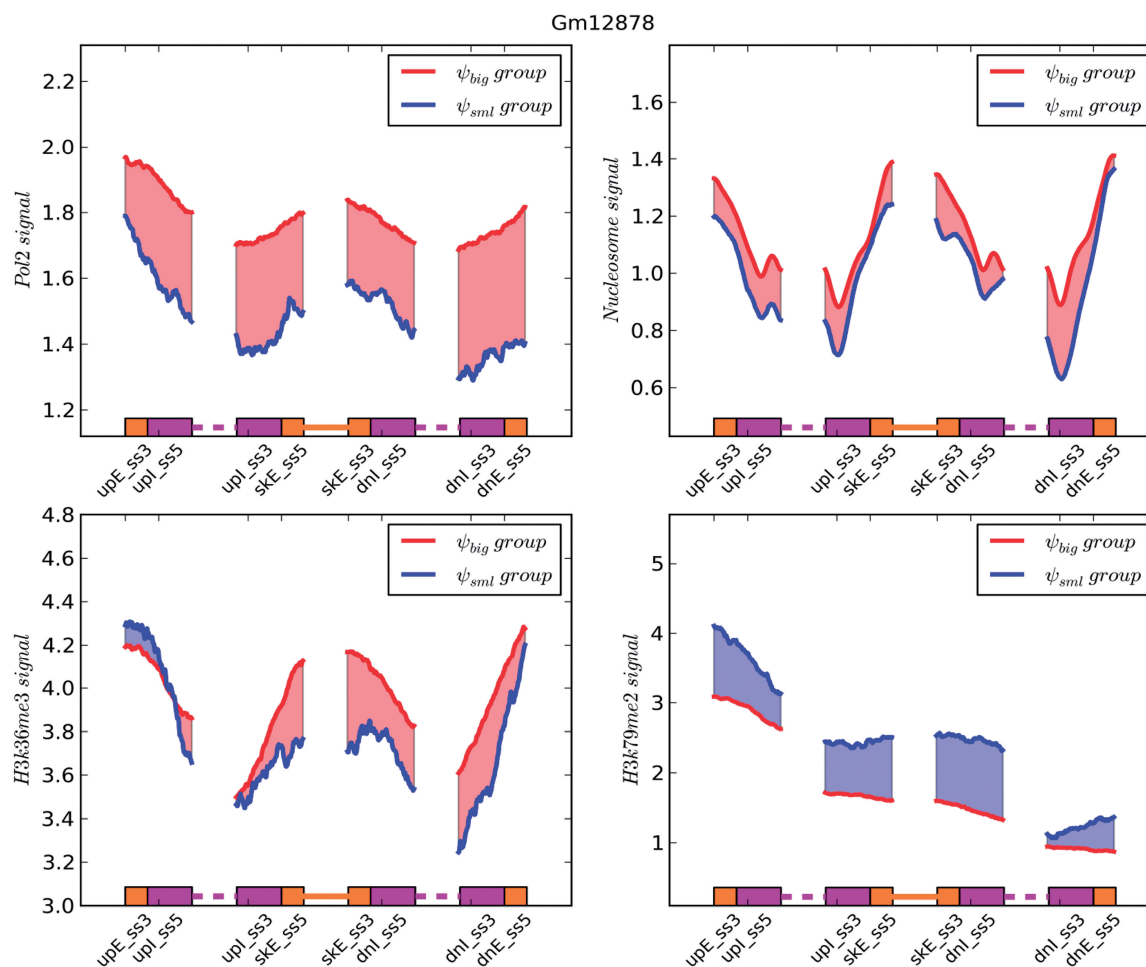 Gm12878
Pol2 signal
2.2
2.0
1.8
1.6
1.4
1.2
ψbig group
ψsml group
upE_ss3
upI_ss5
upI_ss3
skE_ss5
skE_ss3
dnI_ss5
dnI_ss3
dnE_ss5
Nucleosome signal
1.6
1.4
1.2
1.0
0.8
0.6
ψbig group
ψsml group
upE_ss3
upI_ss5
upI_ss3
skE_ss5
skE_ss3
dnI_ss5
dnI_ss3
dnE_ss5
H3k36me3 signal
4.8
4.6
4.4
4.2
4.0
3.8
3.6
3.4
3.2
3.0
ψbig group
ψsml group
upE_ss3
upI_ss5
upI_ss3
skE_ss5
skE_ss3
dnI_ss5
dnI_ss3
dnE_ss5
H3k79me2 signal
5
4
3
2
1
ψbig group
ψsml group
upE_ss3
upI_ss5
upI_ss3
skE_ss5
skE_ss3
dnI_ss5
dnI_ss3
dnE_ss5